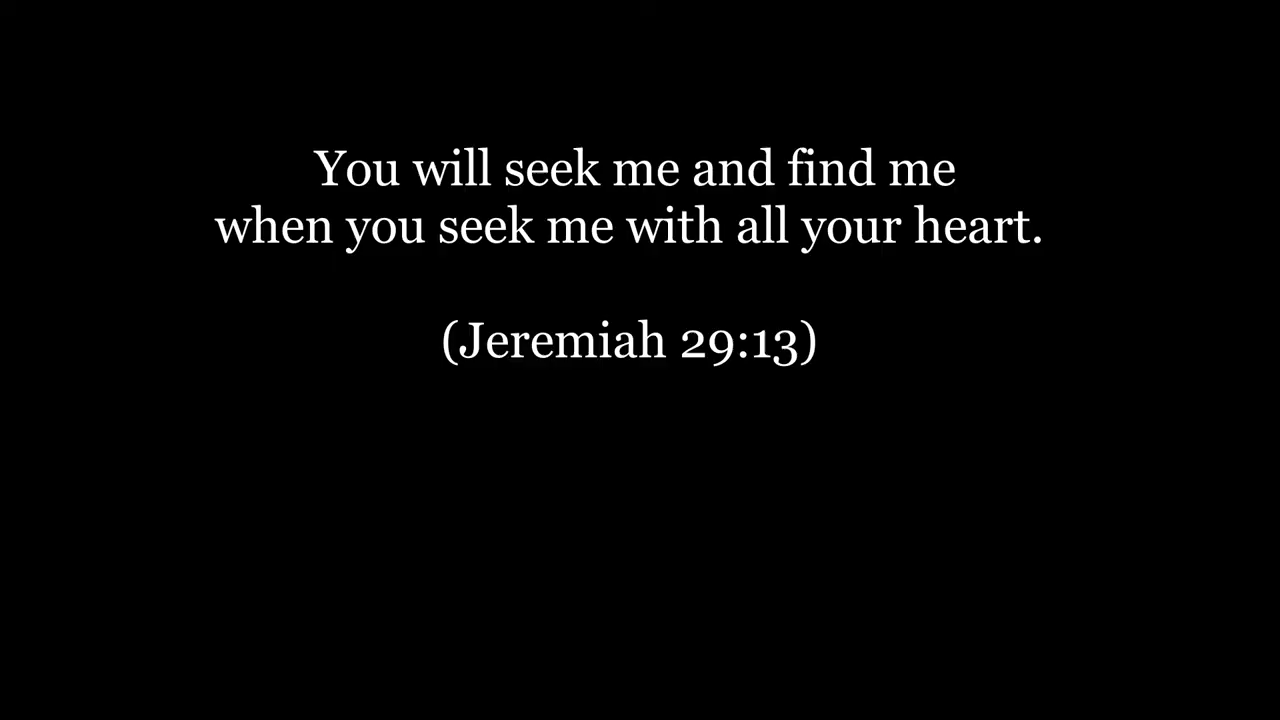 You will seek me and find me
when you seek me with all your heart.
(Jeremiah 29:13)